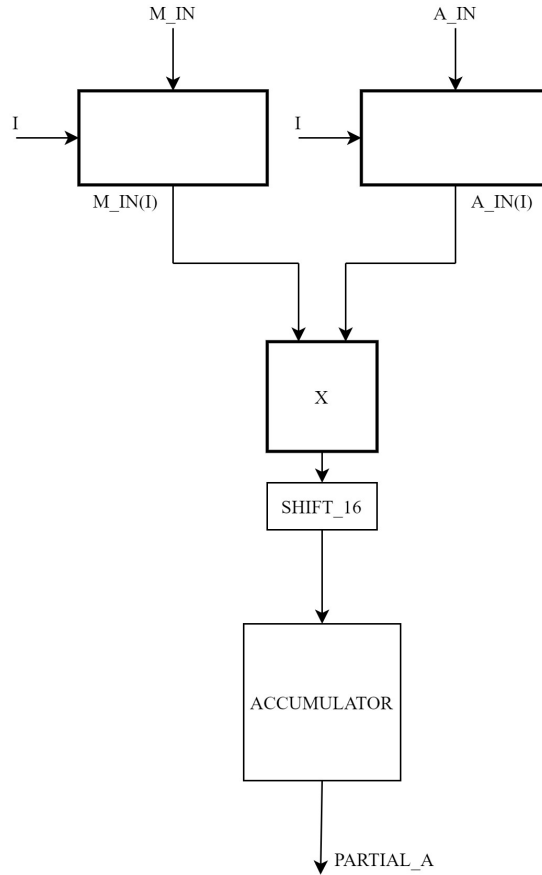 M_IN
A_IN
I
I
M_IN(I)
A_IN(I)
X
SHIFT_16
ACCUMULATOR
PARTIAL_A